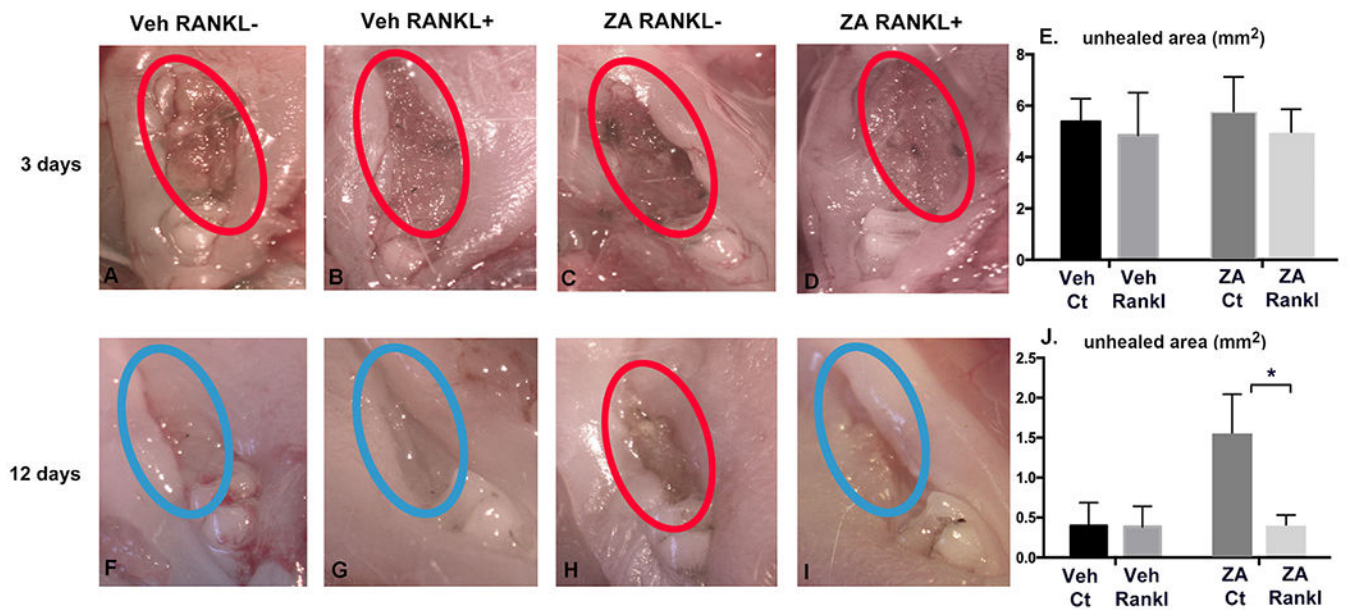 Veh RANKL-
Veh RANKL+
ZA RANKL-
ZA RANKL+
3 days
A
B
C
D
E.
unhealed area (mm²)
8
6
4
2
0
Veh Ct
Veh Rankl
ZA Ct
ZA Rankl
12 days
F
G
H
I
J.
unhealed area (mm²)
2.5
2.0
1.5
1.0
0.5
0.0
*
Veh Ct
Veh Rankl
ZA Ct
ZA Rankl